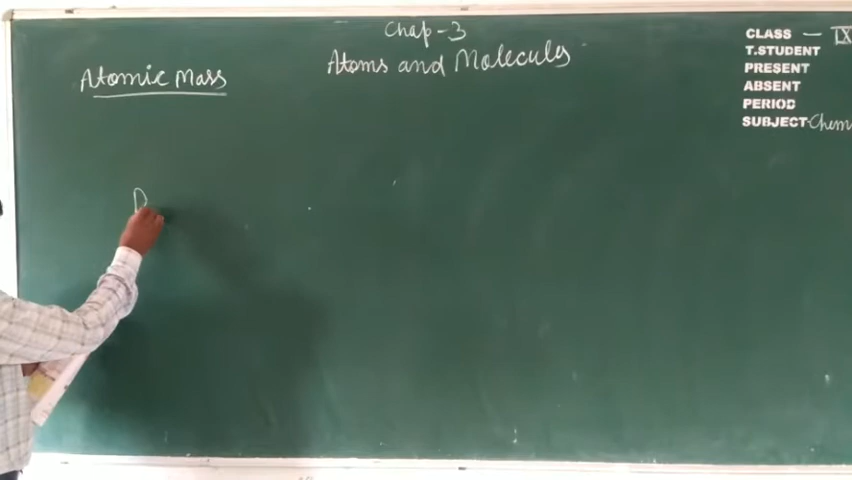 Chap-3
Atoms and Molecules
Atomic Mass
CLASS — IX
T.STUDENT
PRESENT
ABSENT
PERIOD
SUBJECT-Chem
D